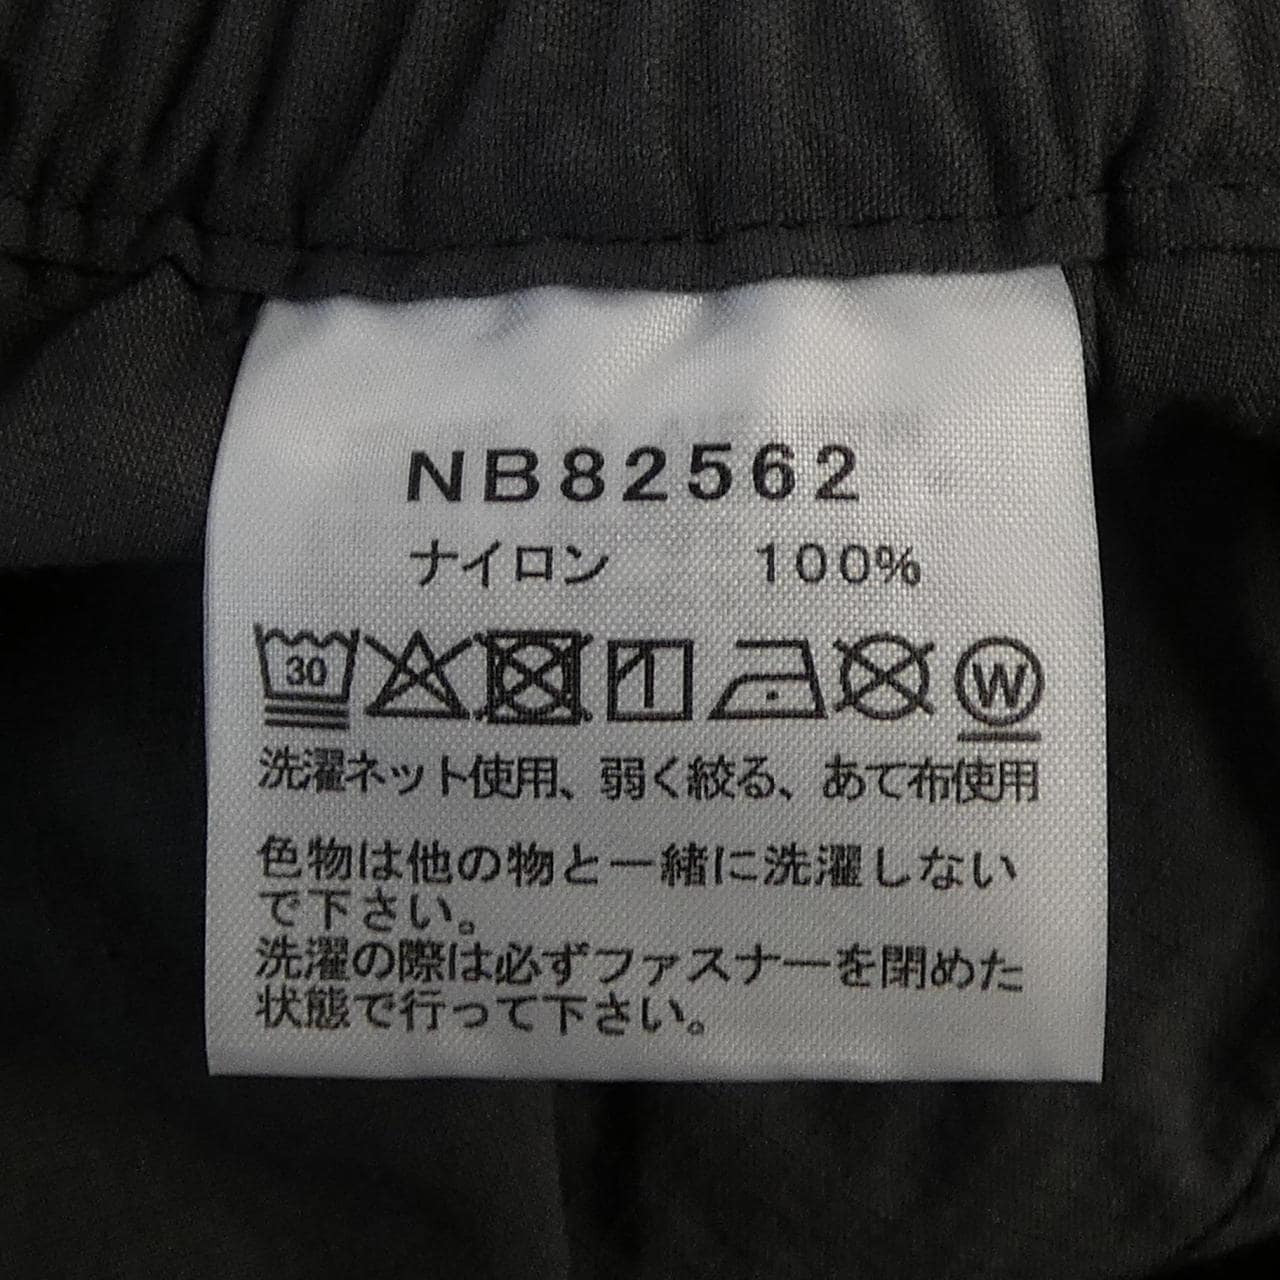 NB82562
ナイロン 100%
30 W
洗濯ネット使用、弱く絞る、あて布使用
色物は他の物と一緒に洗濯しない
で下さい。
洗濯の際は必ずファスナーを閉めた
状態で行って下さい。